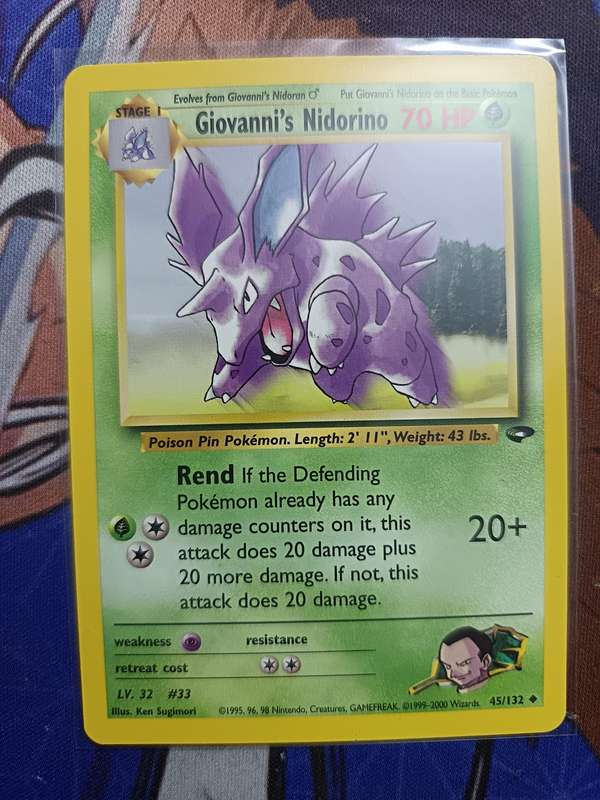 Evolves from Giovanni's Nidoran ♂ Put Giovanni's Nidorino on the Basic Pokémon
STAGE 1
Giovanni's Nidorino 70 HP
Poison Pin Pokémon. Length: 2' 11", Weight: 43 lbs.
Rend If the Defending
Pokémon already has any
damage counters on it, this
attack does 20 damage plus
20 more damage. If not, this
attack does 20 damage.
20+
weakness resistance
retreat cost
LV. 32 #33
Illus. Ken Sugimori ©1995, 96, 98 Nintendo, Creatures, GAMEFREAK. ©1999-2000 Wizards. 45/132